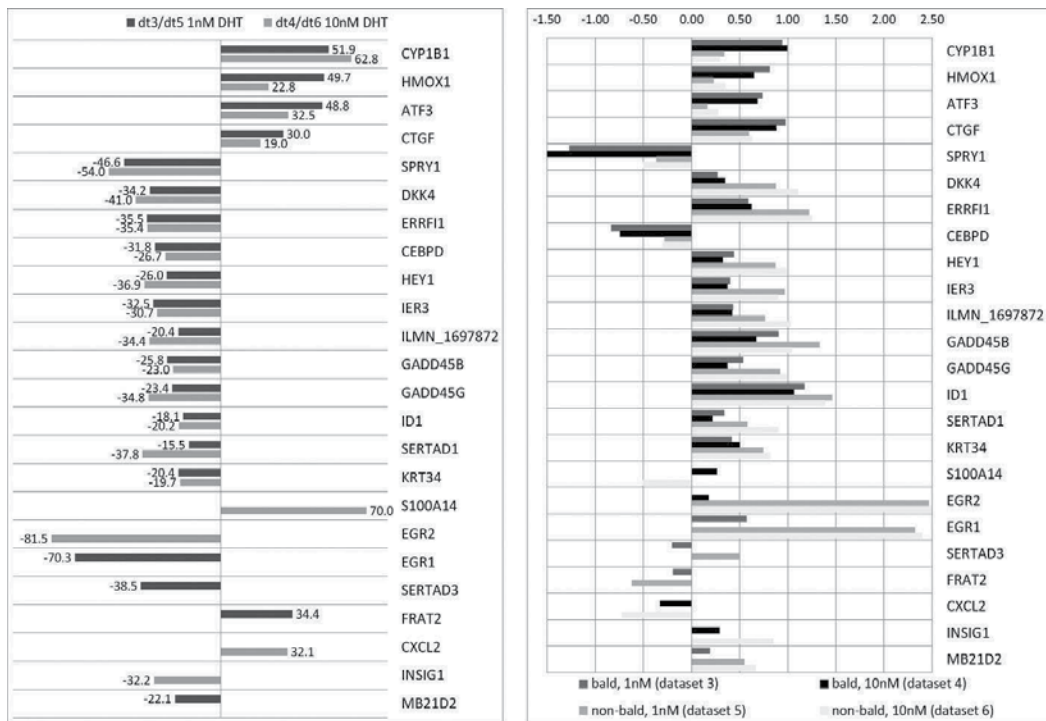 dt3/dt5 1nM DHT dt4/dt6 10nM DHT
51.9
62.8
CYP1B1
49.7
22.8
HMOX1
48.8
32.5
ATF3
30.0
19.0
CTGF
-46.6
-54.0
SPRY1
-34.2
-41.0
DKK4
-35.5
-35.4
ERRFI1
-31.8
-26.7
CEBPD
-26.0
-36.9
HEY1
-32.5
-30.7
IER3
-20.4
-34.4
ILMN_1697872
-25.8
-23.0
GADD45B
-23.4
-34.8
GADD45G
-18.1
-20.2
ID1
-15.5
-37.8
SERTAD1
-20.4
-19.7
KRT34
70.0
S100A14
-81.5
EGR2
-70.3
EGR1
-38.5
SERTAD3
34.4
FRAT2
32.1
CXCL2
-32.2
INSIG1
-22.1
MB21D2
-1.50 -1.00 -0.50 0.00 0.50 1.00 1.50 2.00 2.50
CYP1B1
HMOX1
ATF3
CTGF
SPRY1
DKK4
ERRFI1
CEBPD
HEY1
IER3
ILMN_1697872
GADD45B
GADD45G
ID1
SERTAD1
KRT34
S100A14
EGR2
EGR1
SERTAD3
FRAT2
CXCL2
INSIG1
MB21D2
bald, 1nM (dataset 3) bald, 10nM (dataset 4)
non-bald, 1nM (dataset 5) non-bald, 10nM (dataset 6)